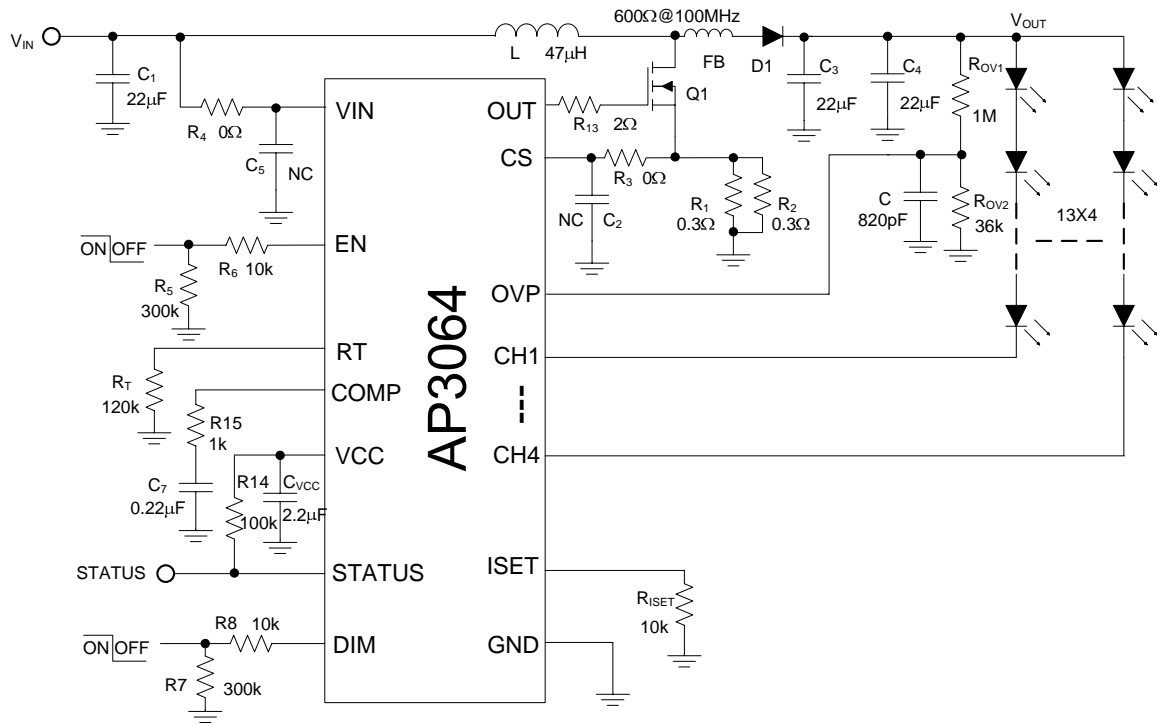 600Ω@100MHz
VOUT
VIN
L 47μH
FB
D1
C1
22μF
C3
22μF
C4
22μF
ROV1
1M
Q1
R4 0Ω
VIN
OUT
R13 2Ω
C5 NC
CS
R3 0Ω
NC C2
R1
0.3Ω
R2
0.3Ω
C
820pF
ROV2
36k
13X4
ON OFF
R6 10k
EN
R5
300k
OVP
RT
CH1
RT
120k
COMP
R15
1k
AP3064
VCC
CH4
R14
100k
CVCC
2.2μF
C7
0.22μF
STATUS
STATUS
ISET
RISET
10k
R8 10k
ON OFF
DIM
GND
R7 300k